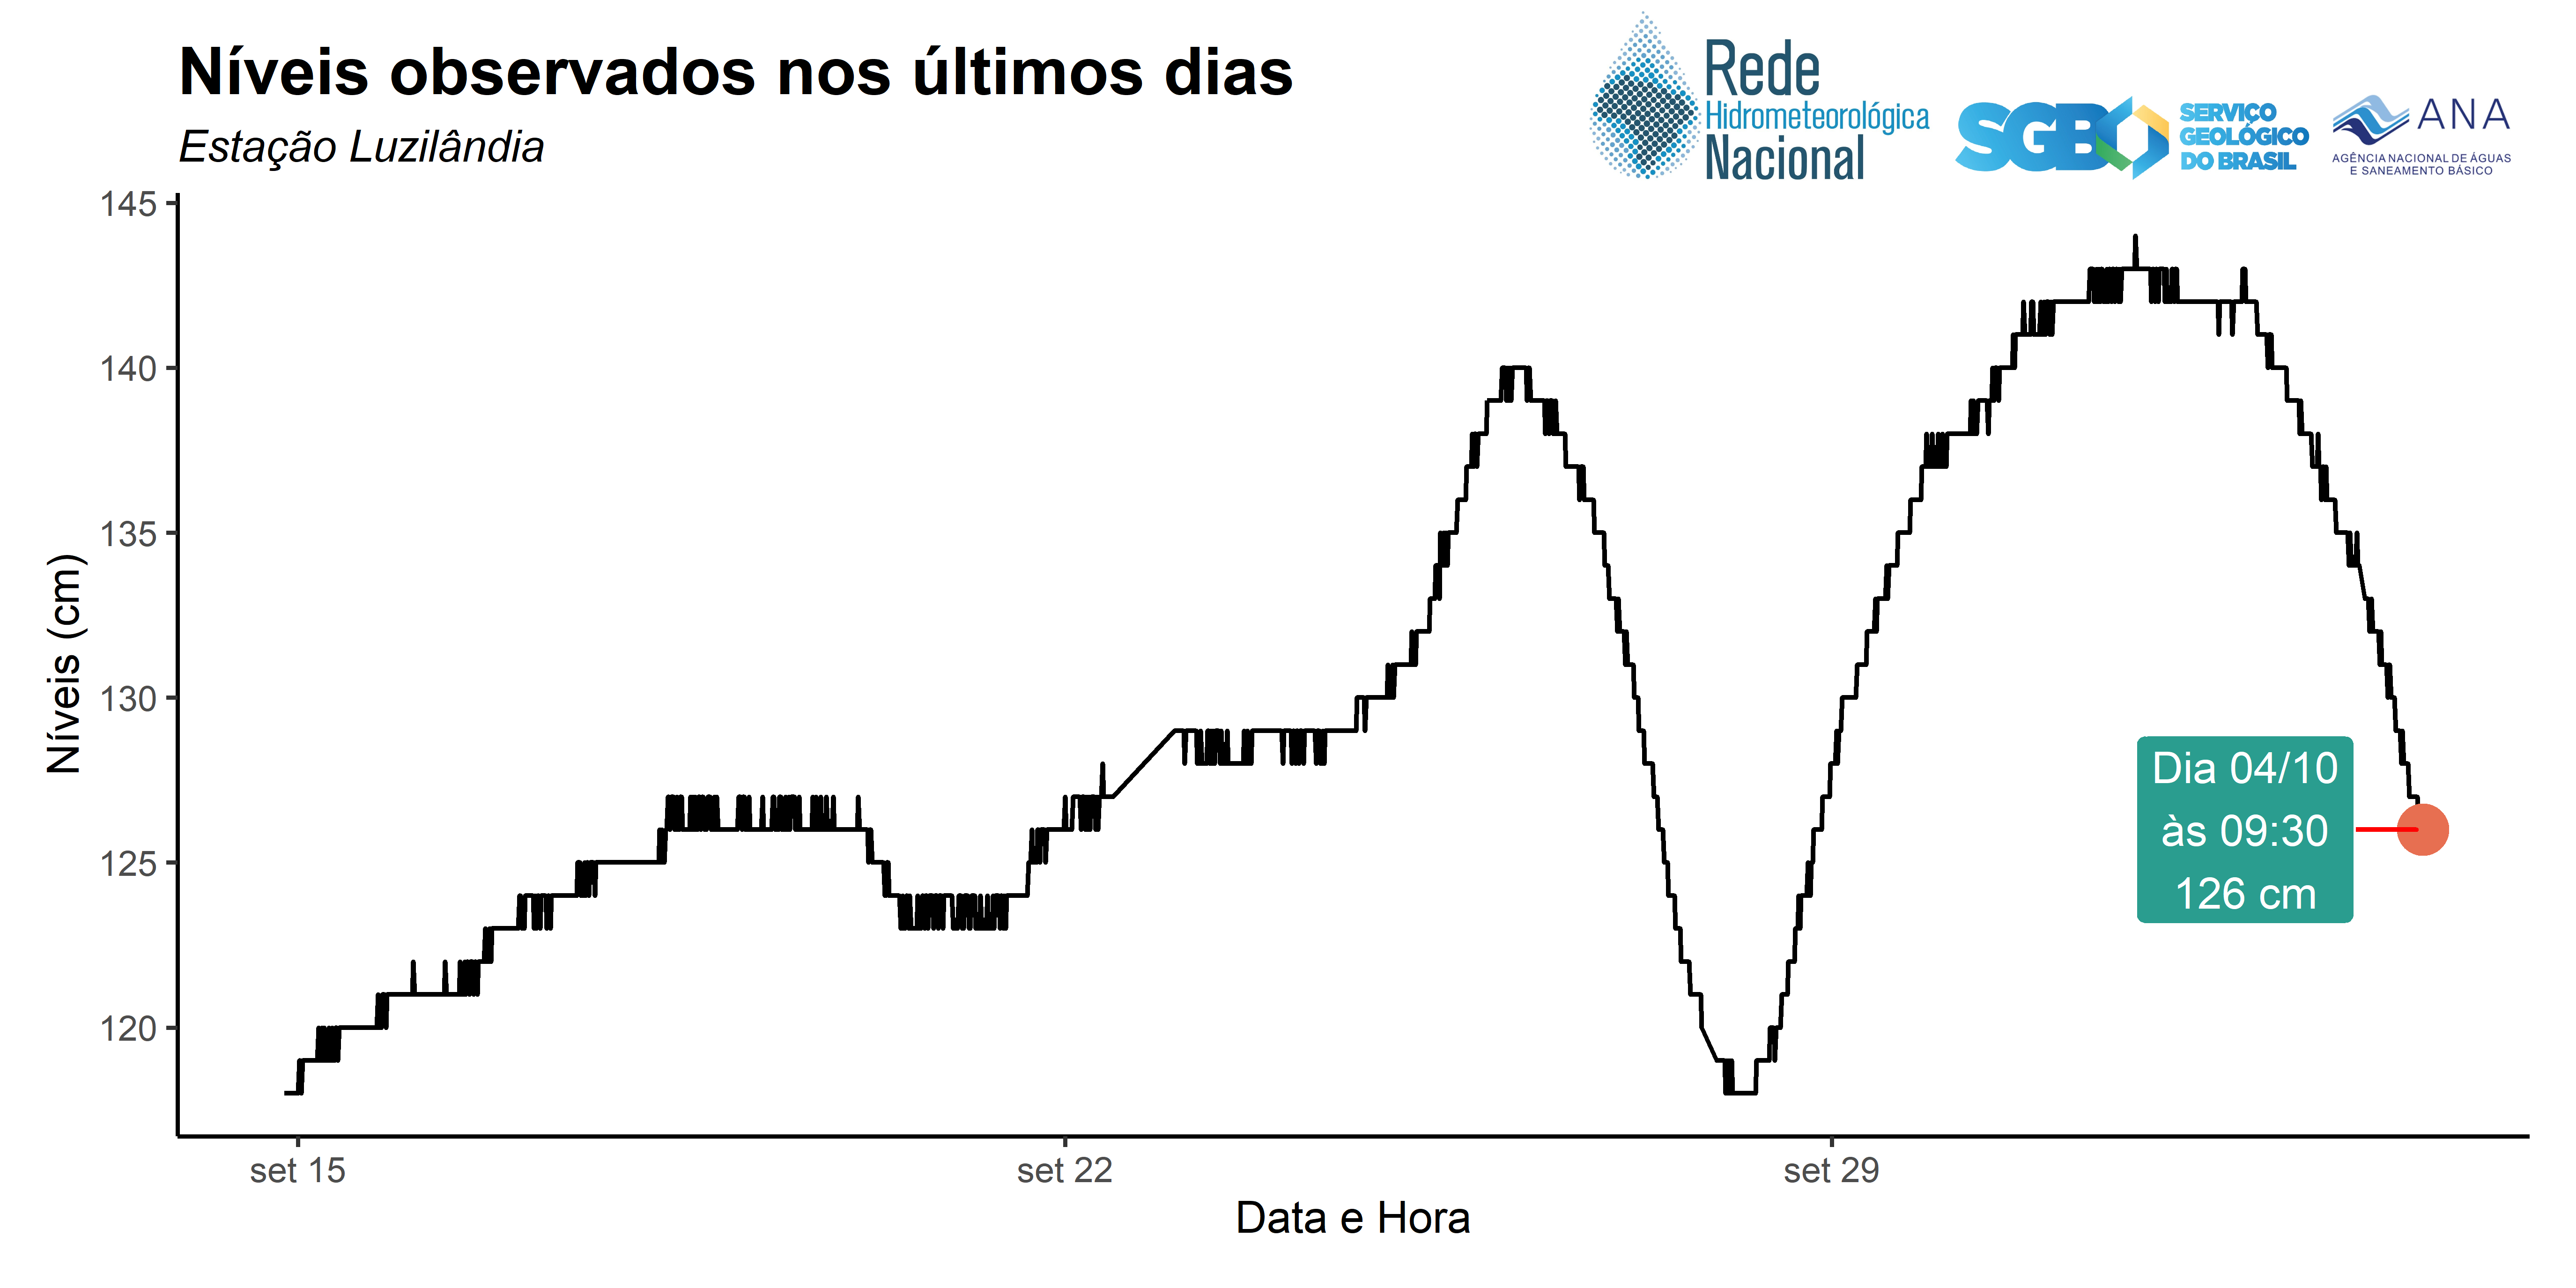 Níveis observados nos últimos dias
Estação Luzilândia
Rede
Hidrometeorológica
Nacional
SGB
SERVIÇO
GEOLÓGICO
DO BRASIL
ANA
AGÊNCIA NACIONAL DE ÁGUAS
E SANEAMENTO BÁSICO
145
140
135
130
125
120
Níveis (cm)
Dia 04/10
às 09:30
126 cm
set 15
set 22
set 29
Data e Hora